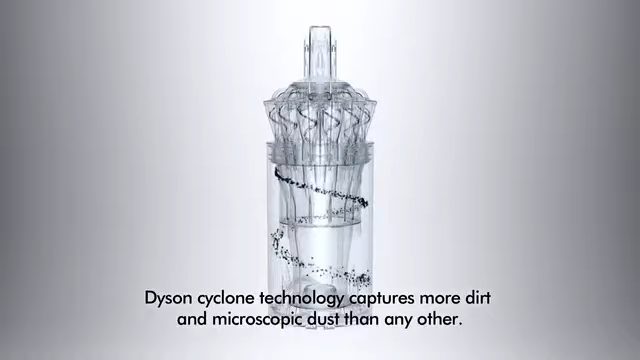 Dyson cyclone technology captures more dirt
and microscopic dust than any other.